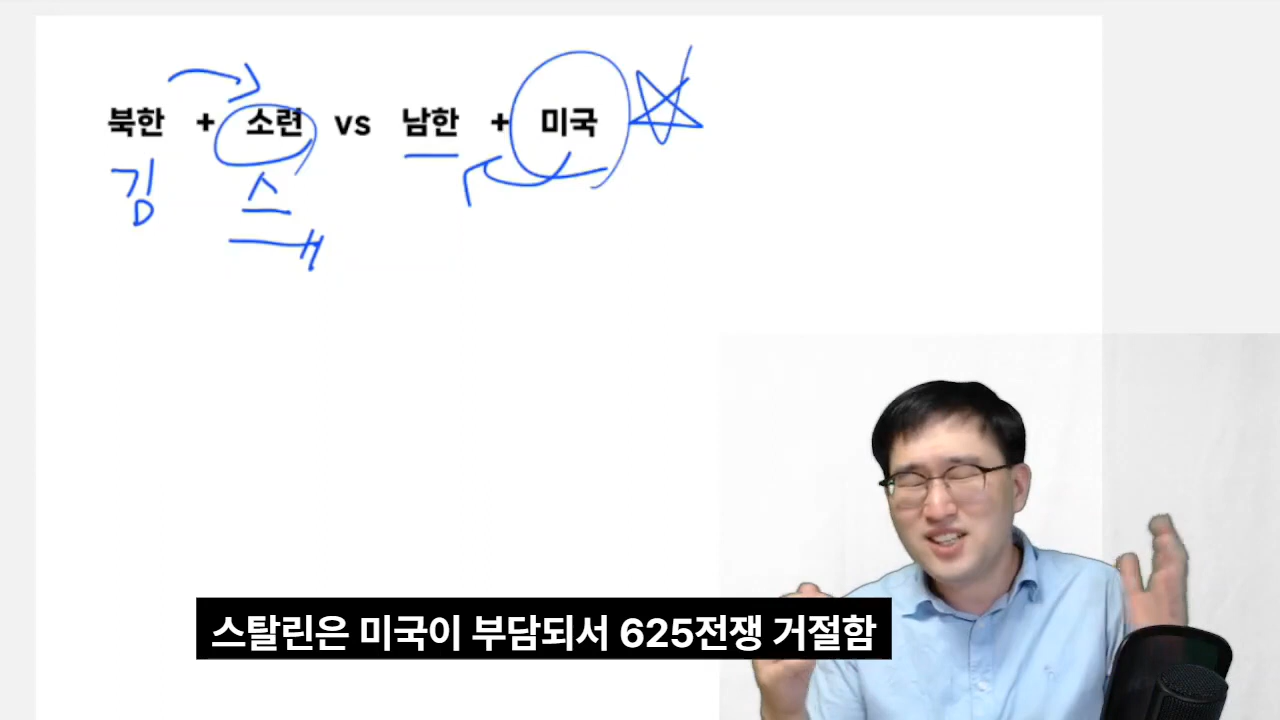 북한 + 소련 vs 남한 + 미국
김 스
스탈린은 미국이 부담되서 625전쟁 거절함